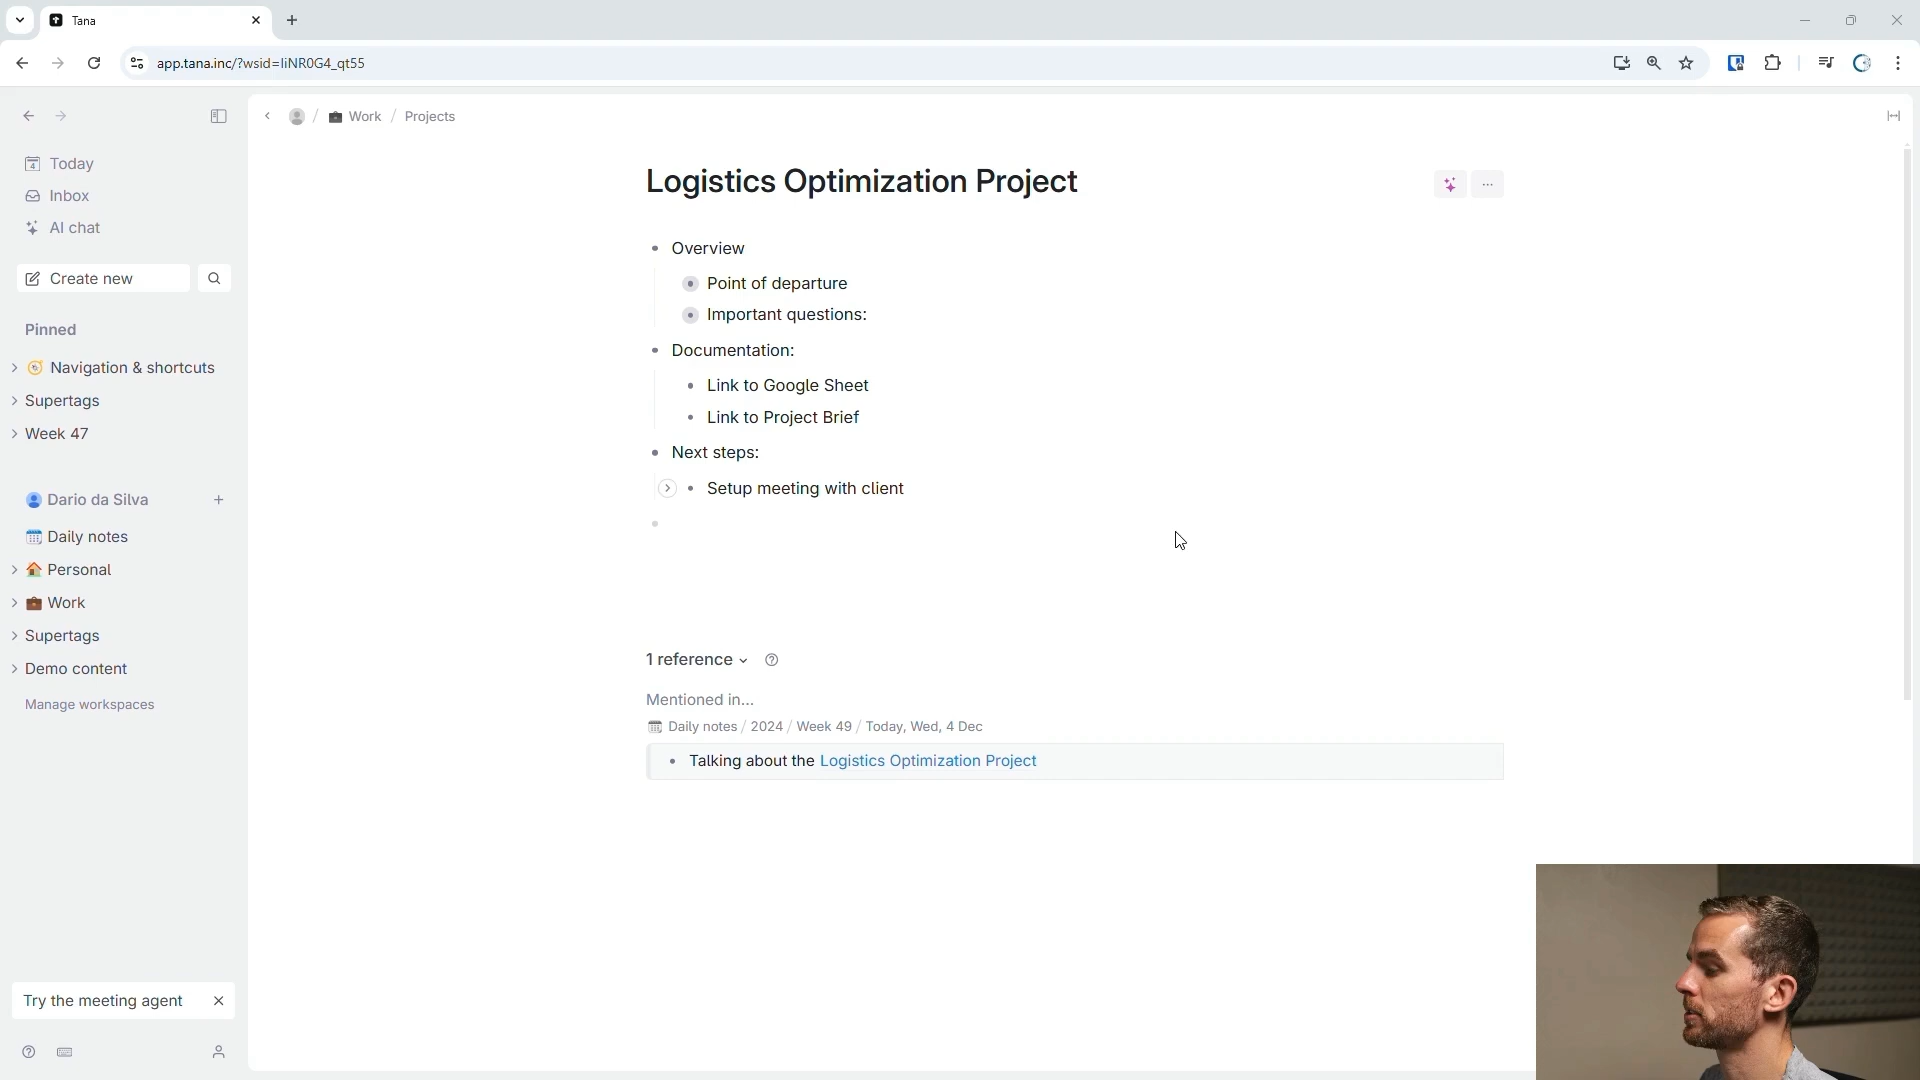 Tana
app.tana.inc/?wsid=liNR0G4_qt55
Work / Projects
Today
Inbox
AI chat
Create new
Pinned
Navigation & shortcuts
Supertags
Week 47
Dario da Silva
Daily notes
Personal
Work
Supertags
Demo content
Manage workspaces
Try the meeting agent
Logistics Optimization Project
Overview
Point of departure
Important questions:
Documentation:
Link to Google Sheet
Link to Project Brief
Next steps:
Setup meeting with client
1 reference
Mentioned in...
Daily notes / 2024 / Week 49 / Today, Wed, 4 Dec
Talking about the Logistics Optimization Project